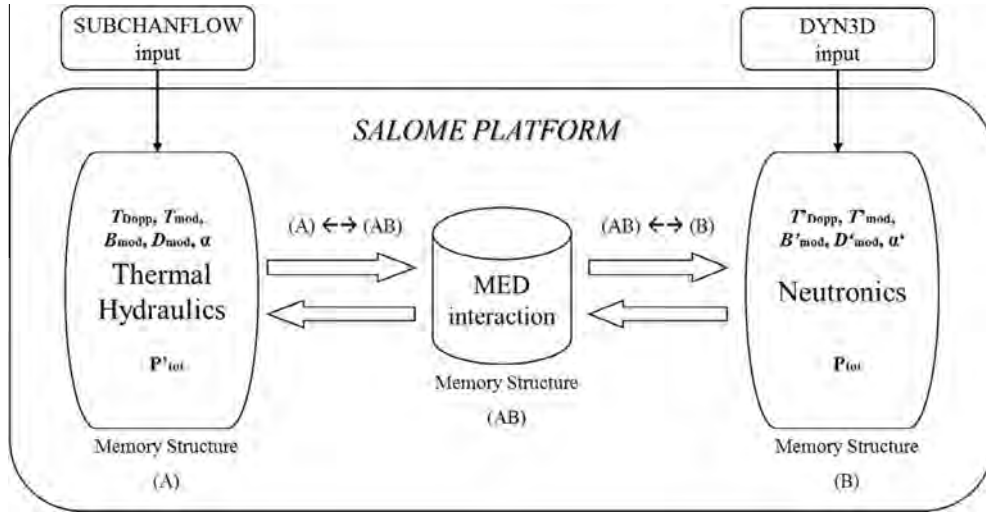 SUBCHANFLOW
input
DYN3D
input
SALOME PLATFORM
TDopp, Tmod,
Bmod, Dmod, α
Thermal
Hydraulics
P'tot
Memory Structure
(A)
(A) ↔ (AB)
MED
interaction
Memory Structure
(AB)
(AB) ↔ (B)
T'Dopp, T'mod,
B'mod, D'mod, α'
Neutronics
Ptot
Memory Structure
(B)